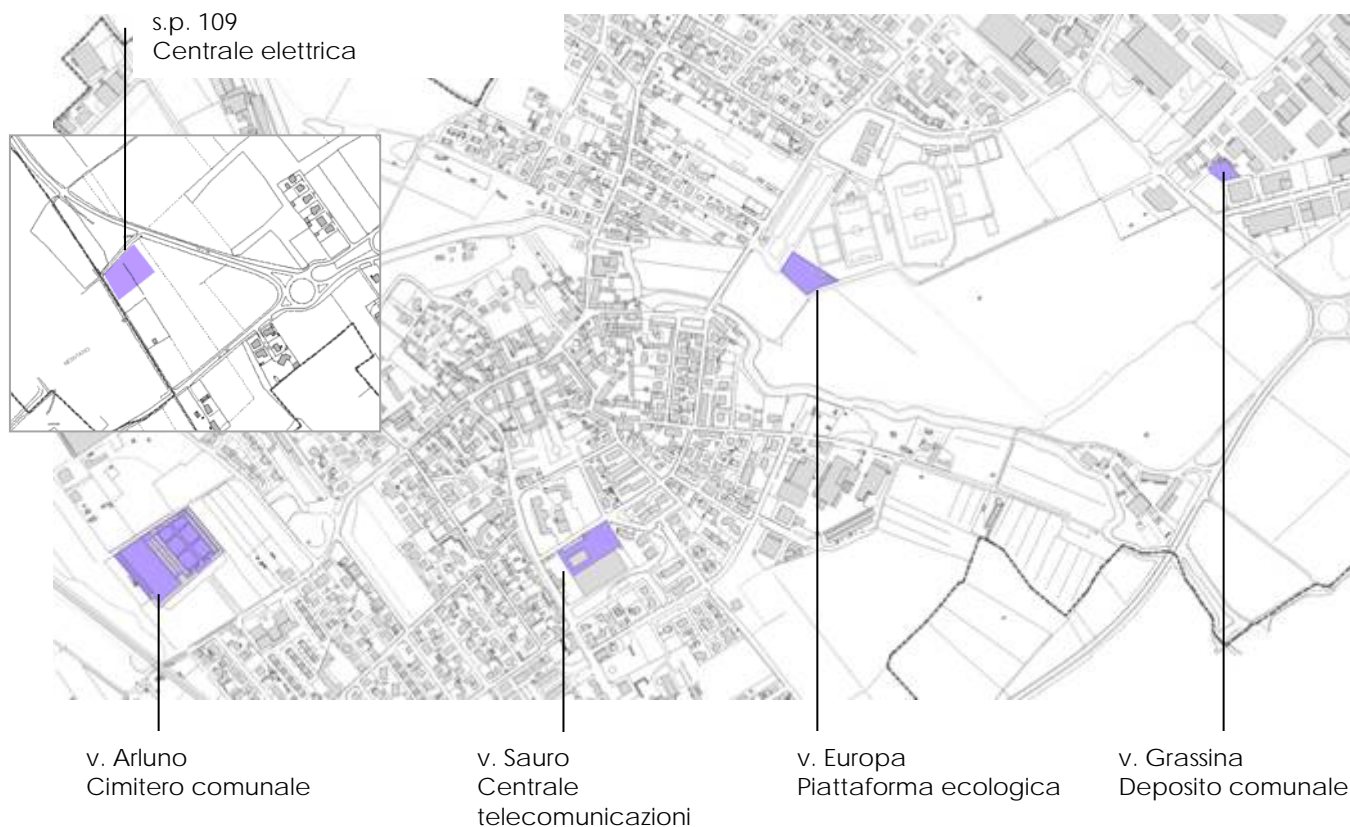 s.p. 109
Centrale elettrica
v. Arluno
Cimitero comunale
v. Sauro
Centrale
telecomunicazioni
v. Europa
Piattaforma ecologica
v. Grassina
Deposito comunale